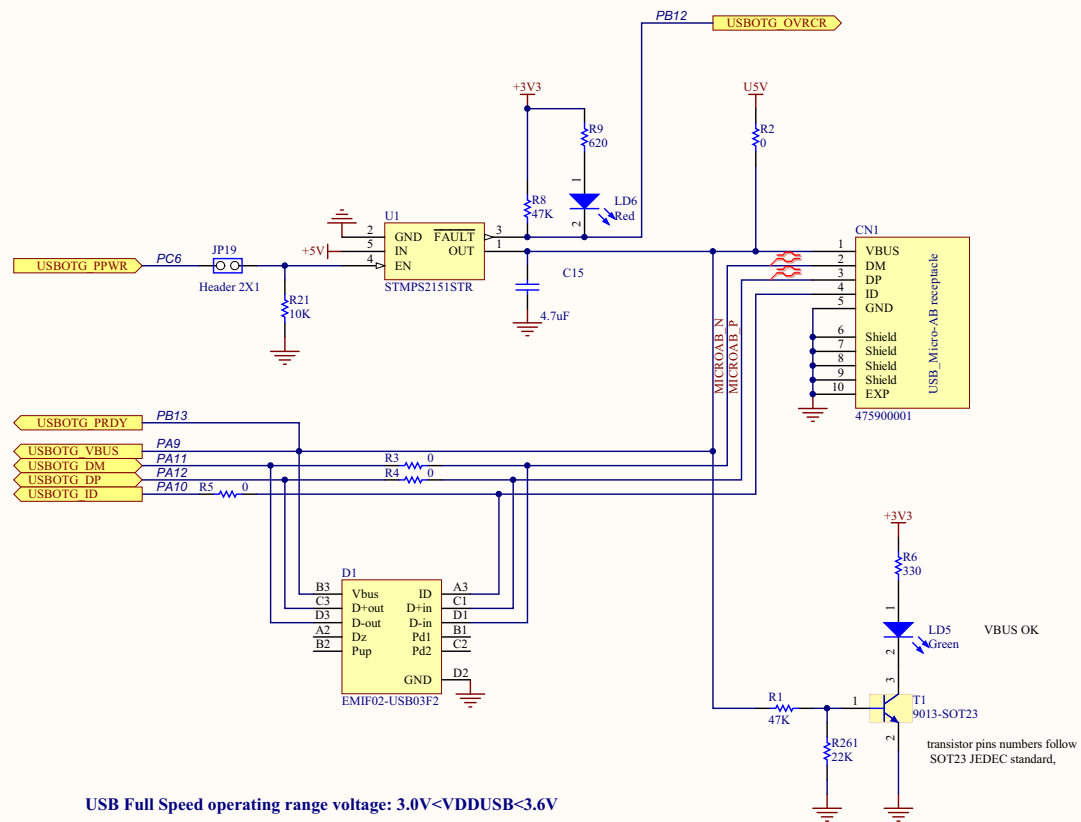 PB12
USBOTG_OVRCR
+3V3
U5V
R9
620
R2
0
R8
47K
LD6
Red
1
2
U1
2 GND FAULT 3
5 IN OUT 1
4 EN
+5V
STMPS2151STR
USBOTG_PPWR PC6
JP19
Header 2X1
R21
10K
C15
4.7uF
CN1
1 VBUS
2 DM
3 DP
4 ID
5 GND
6 Shield
7 Shield
8 Shield
9 Shield
10 EXP
USB_Micro-AB receptacle
475900001
MICROAB_N
MICROAB_P
USBOTG_PRDY PB13
USBOTG_VBUS PA9
USBOTG_DM PA11 R3 0
USBOTG_DP PA12 R4 0
USBOTG_ID PA10 R5 0
D1
B3 Vbus ID A3
C3 D+out D+in C1
D3 D-out D-in D1
A2 Dz Pd1 B1
B2 Pup Pd2 C2
GND D2
EMIF02-USB03F2
+3V3
R6
330
1
LD5
Green
2
VBUS OK
3
R1
47K
1
T1
9013-SOT23
2
R261
22K
transistor pins numbers follow
SOT23 JEDEC standard,
USB Full Speed operating range voltage: 3.0V<VDDUSB<3.6V